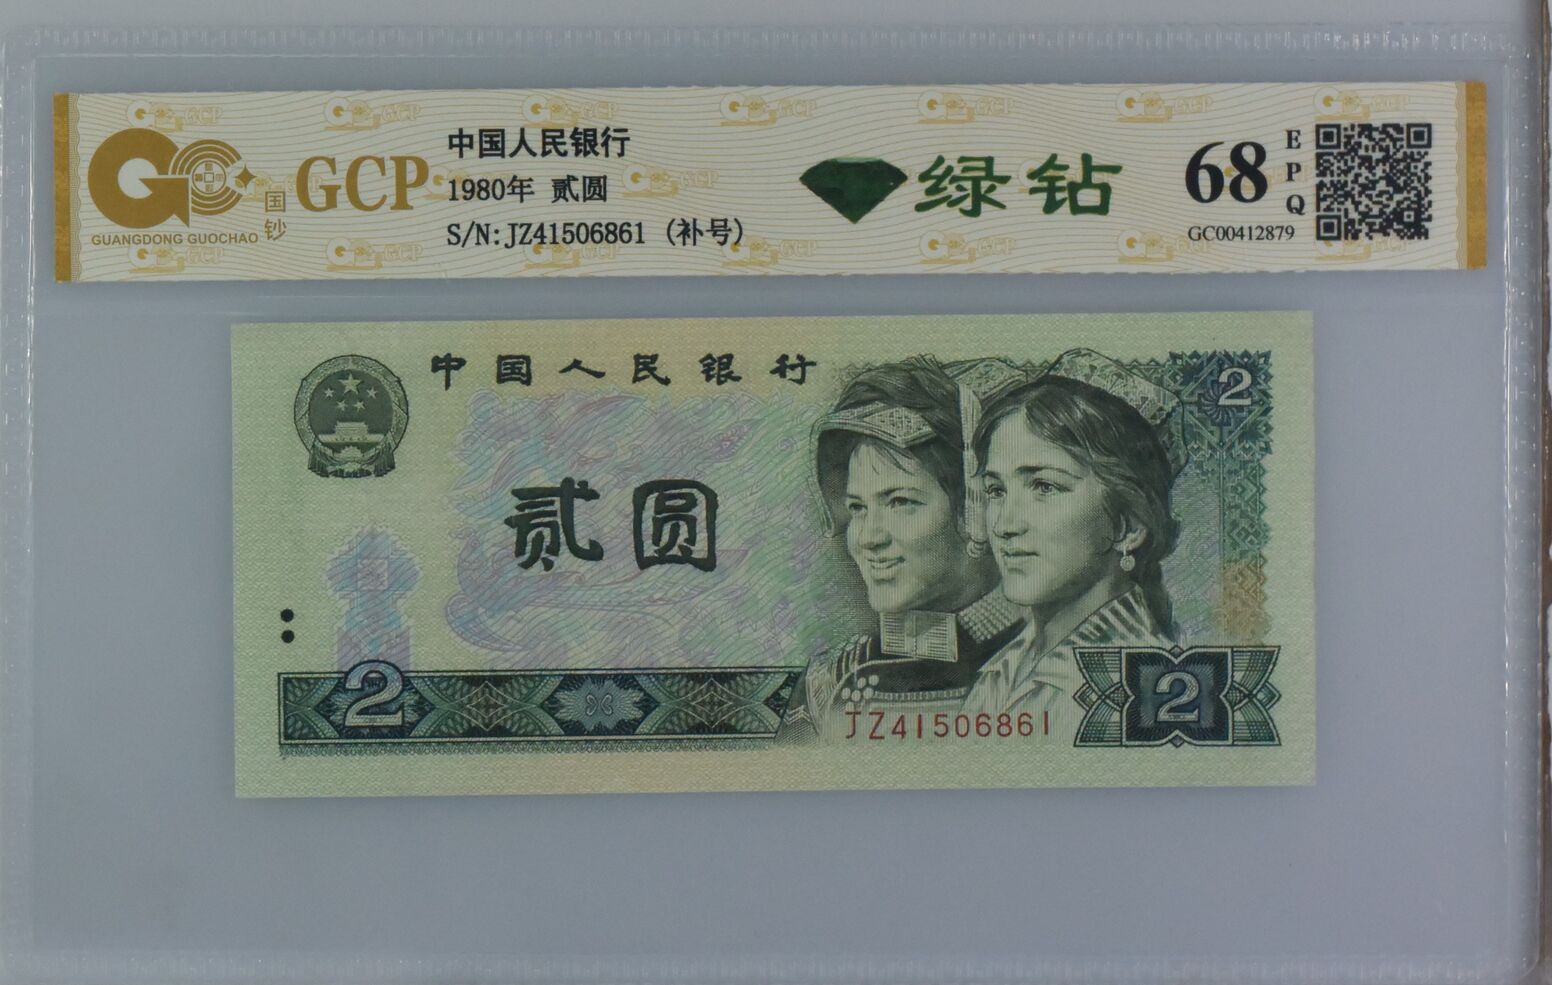 GCP
国钞
GUANGDONG GUOCHAO
中国人民银行
1980年 贰圆
S/N:JZ41506861 (补号)
绿钻
68
EPQ
GC00412879
中国人民银行
2
贰圆
2
JZ41506861
2